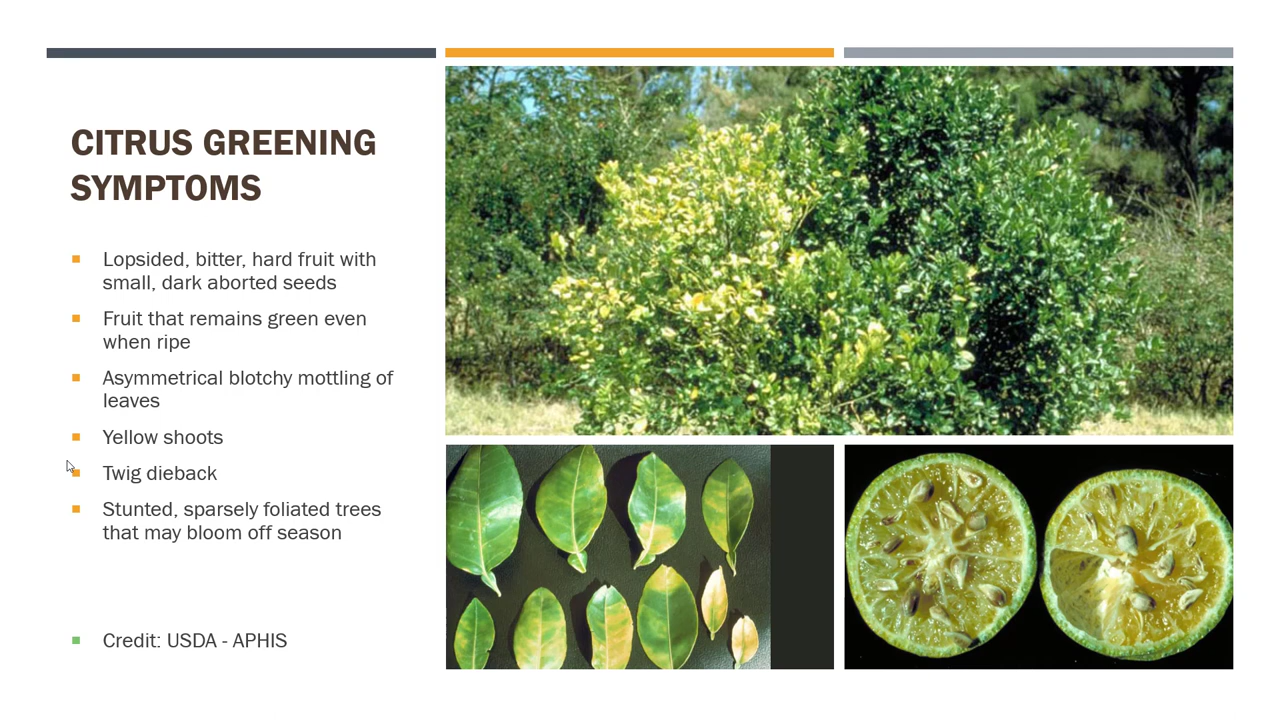 CITRUS GREENING
SYMPTOMS
Lopsided, bitter, hard fruit with
small, dark aborted seeds
Fruit that remains green even
when ripe
Asymmetrical blotchy mottling of
leaves
Yellow shoots
Twig dieback
Stunted, sparsely foliated trees
that may bloom off season
Credit: USDA - APHIS